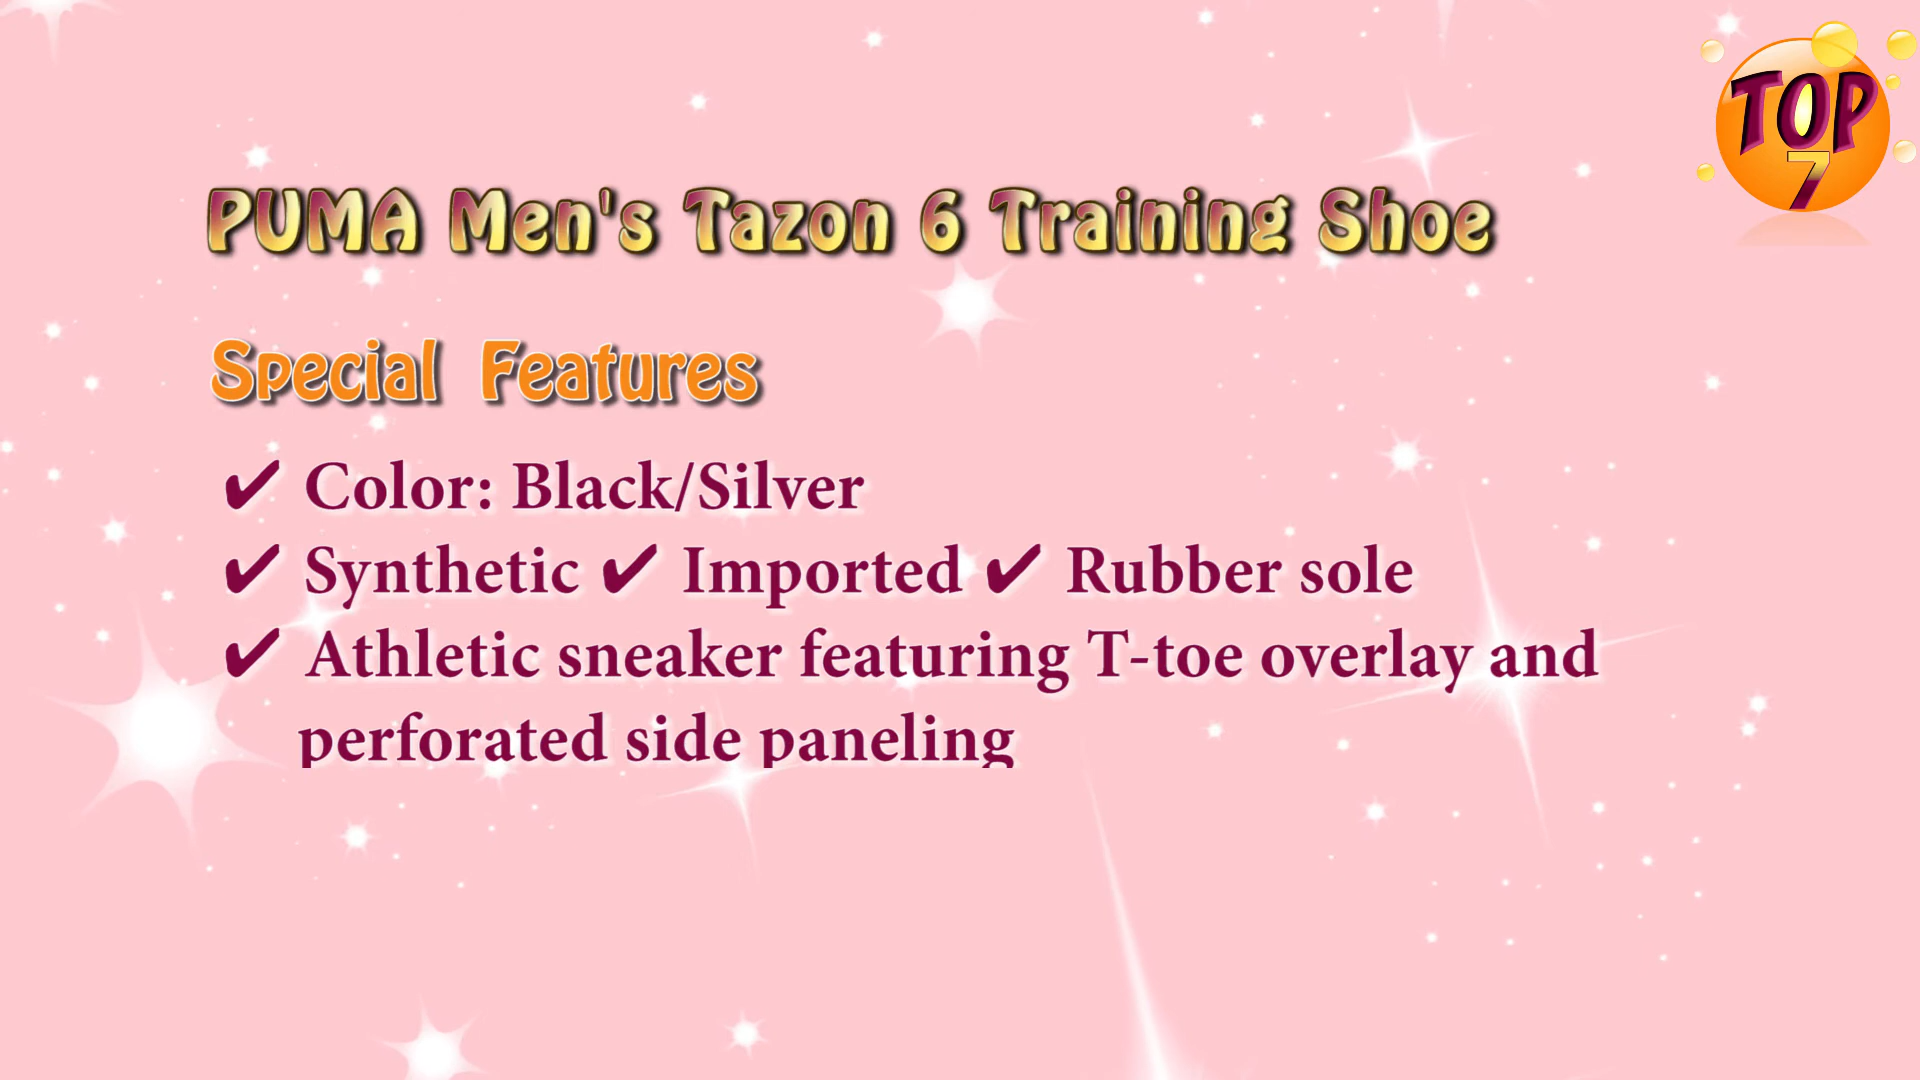 TOP
7
PUMA Men's Tazon 6 Training Shoe
Special Features
✔ Color: Black/Silver
✔ Synthetic ✔ Imported ✔ Rubber sole
✔ Athletic sneaker featuring T-toe overlay and
perforated side paneling